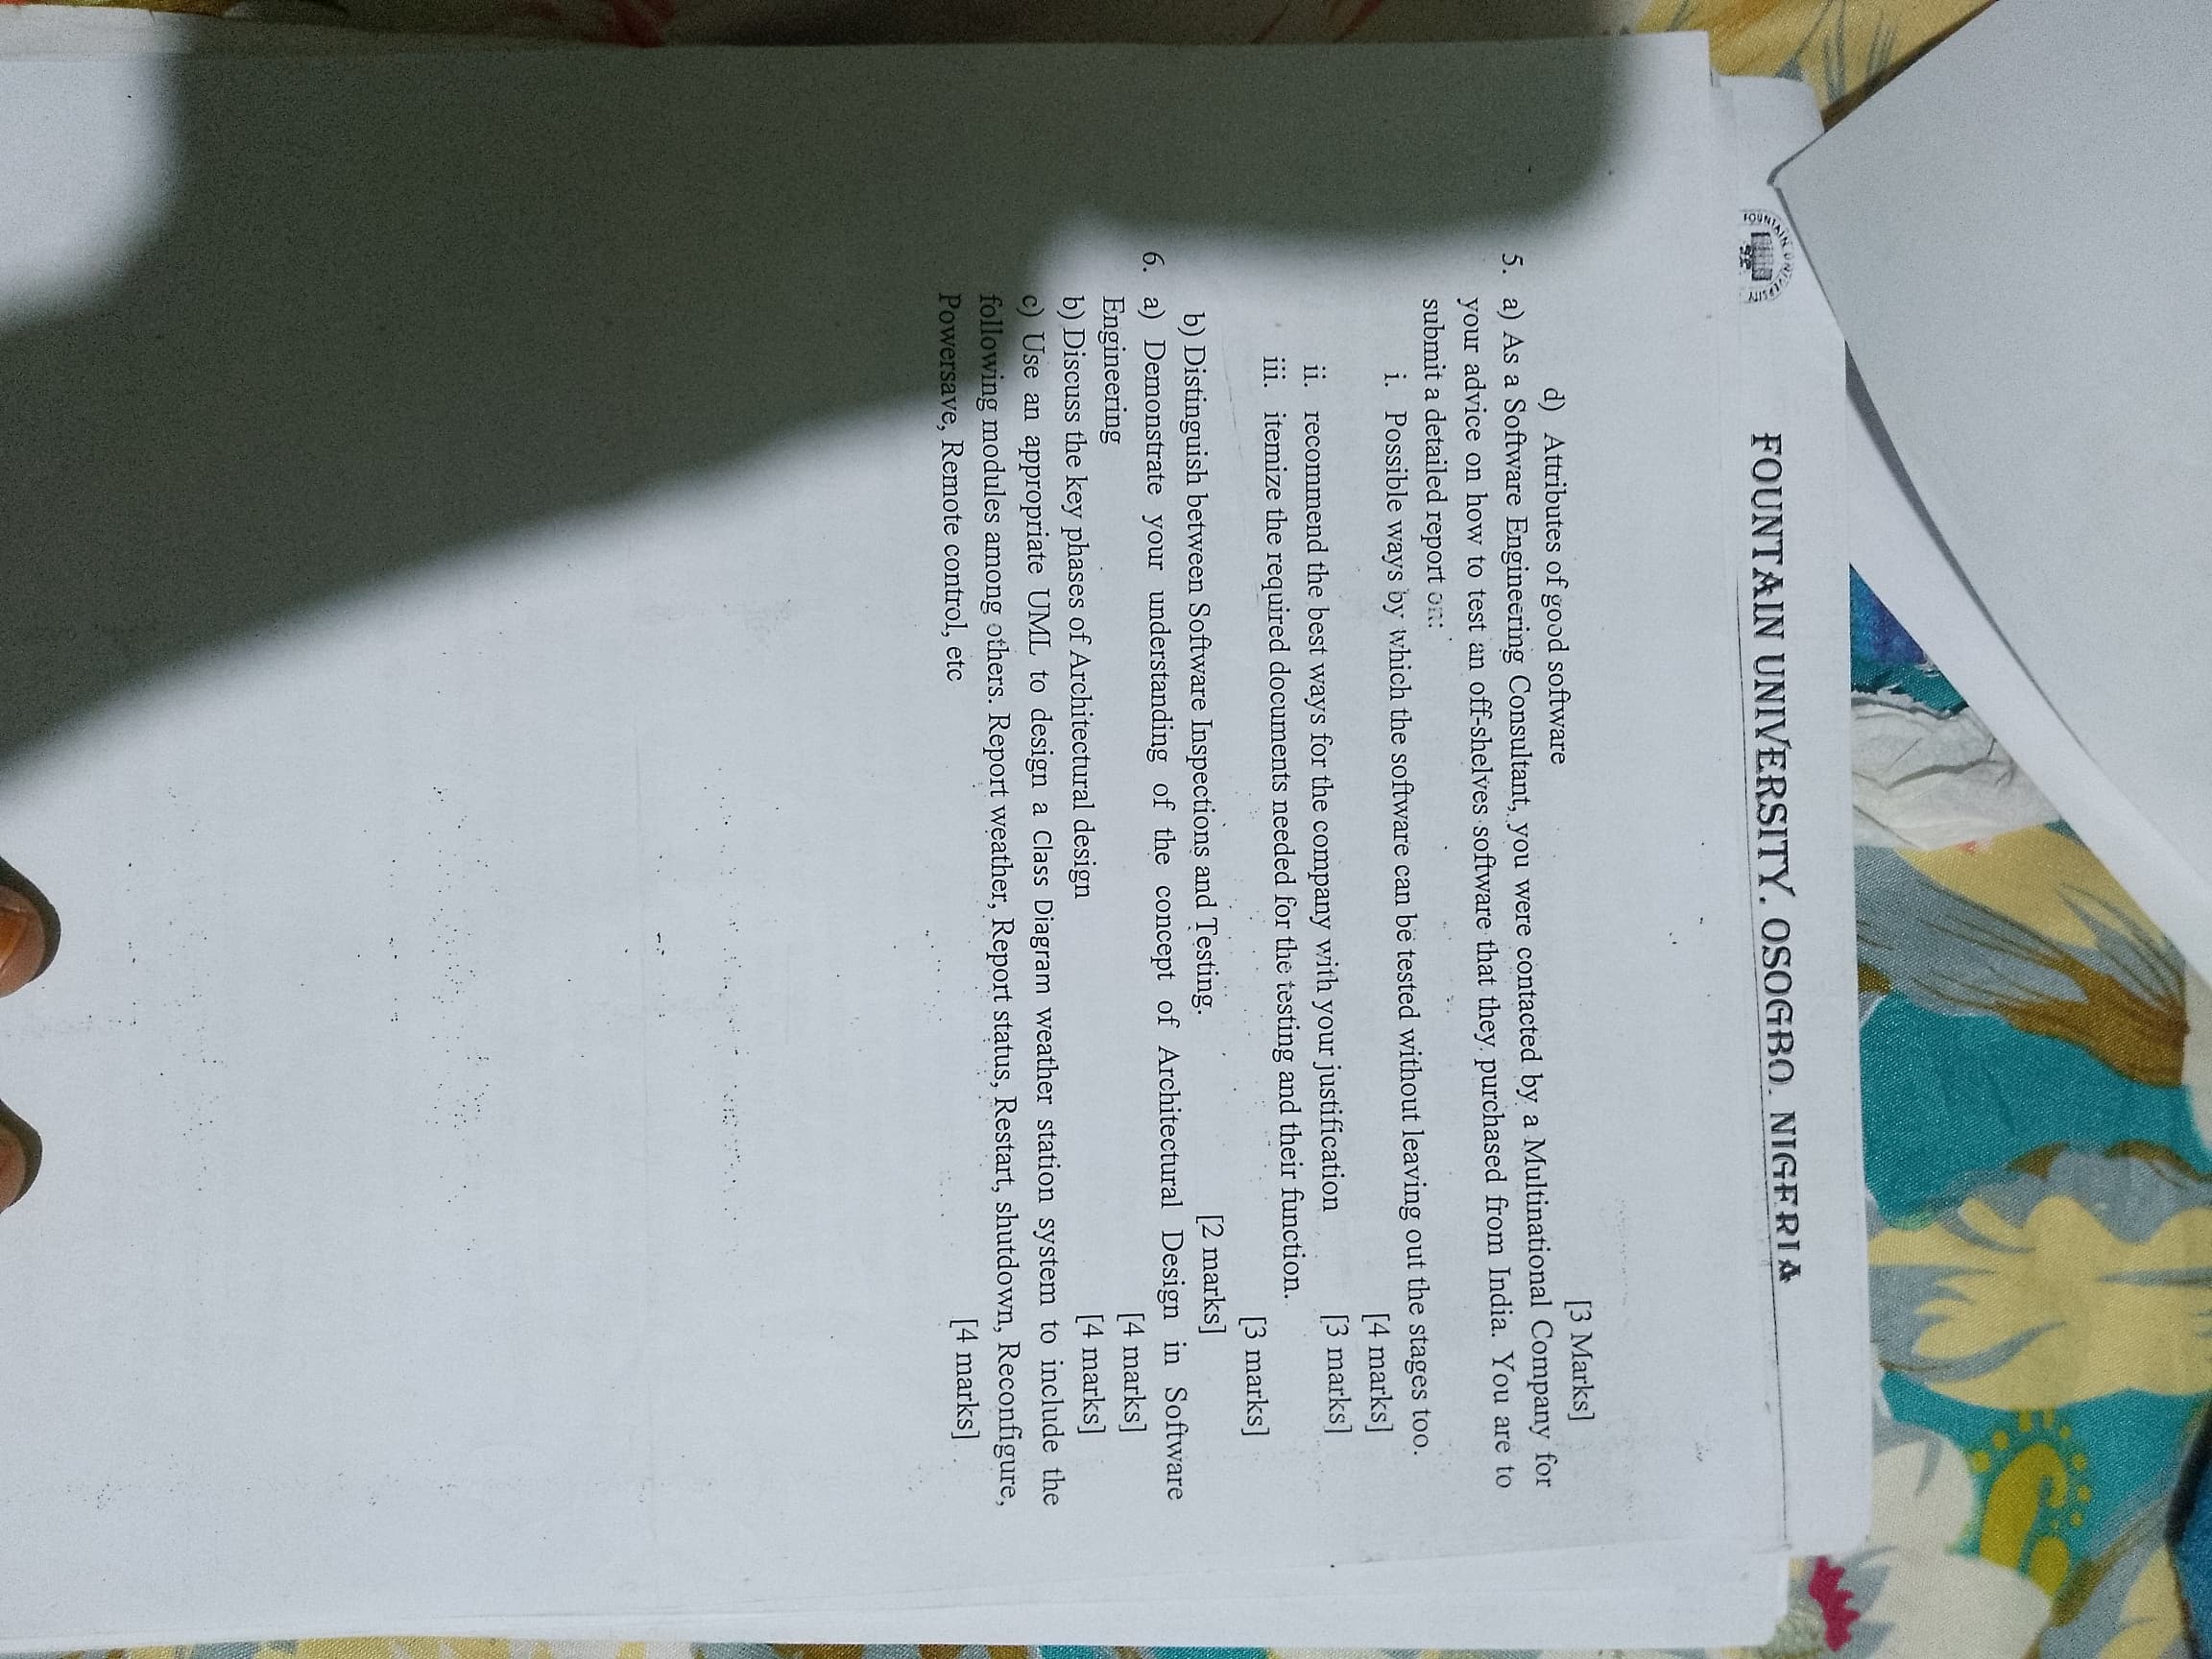 FOUNTAIN UNIVERSITY, OSOGBO, NIGERIA
d) Attributes of good software [3 Marks]
5. a) As a Software Engineering Consultant, you were contacted by a Multinational Company for
your advice on how to test an off-shelves software that they purchased from India. You are to
submit a detailed report on:
i. Possible ways by which the software can be tested without leaving out the stages too.
[4 marks]
ii. recommend the best ways for the company with your justification [3 marks]
iii. itemize the required documents needed for the testing and their function.
[3 marks]
b) Distinguish between Software Inspections and Testing. [2 marks]
6. a) Demonstrate your understanding of the concept of Architectural Design in Software
Engineering [4 marks]
b) Discuss the key phases of Architectural design [4 marks]
c) Use an appropriate UML to design a Class Diagram weather station system to include the
following modules among others. Report weather, Report status, Restart, shutdown, Reconfigure,
Powersave, Remote control, etc [4 marks]